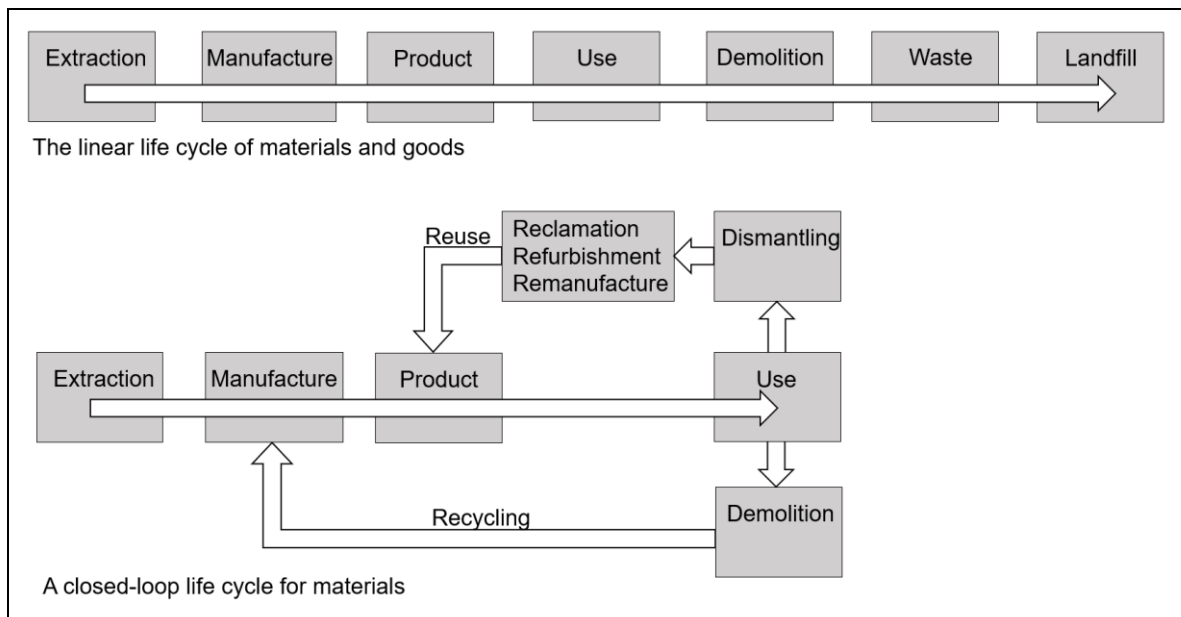 Extraction
Manufacture
Product
Use
Demolition
Waste
Landfill
The linear life cycle of materials and goods
Reuse
Reclamation
Refurbishment
Remanufacture
Dismantling
Extraction
Manufacture
Product
Use
Recycling
Demolition
A closed-loop life cycle for materials